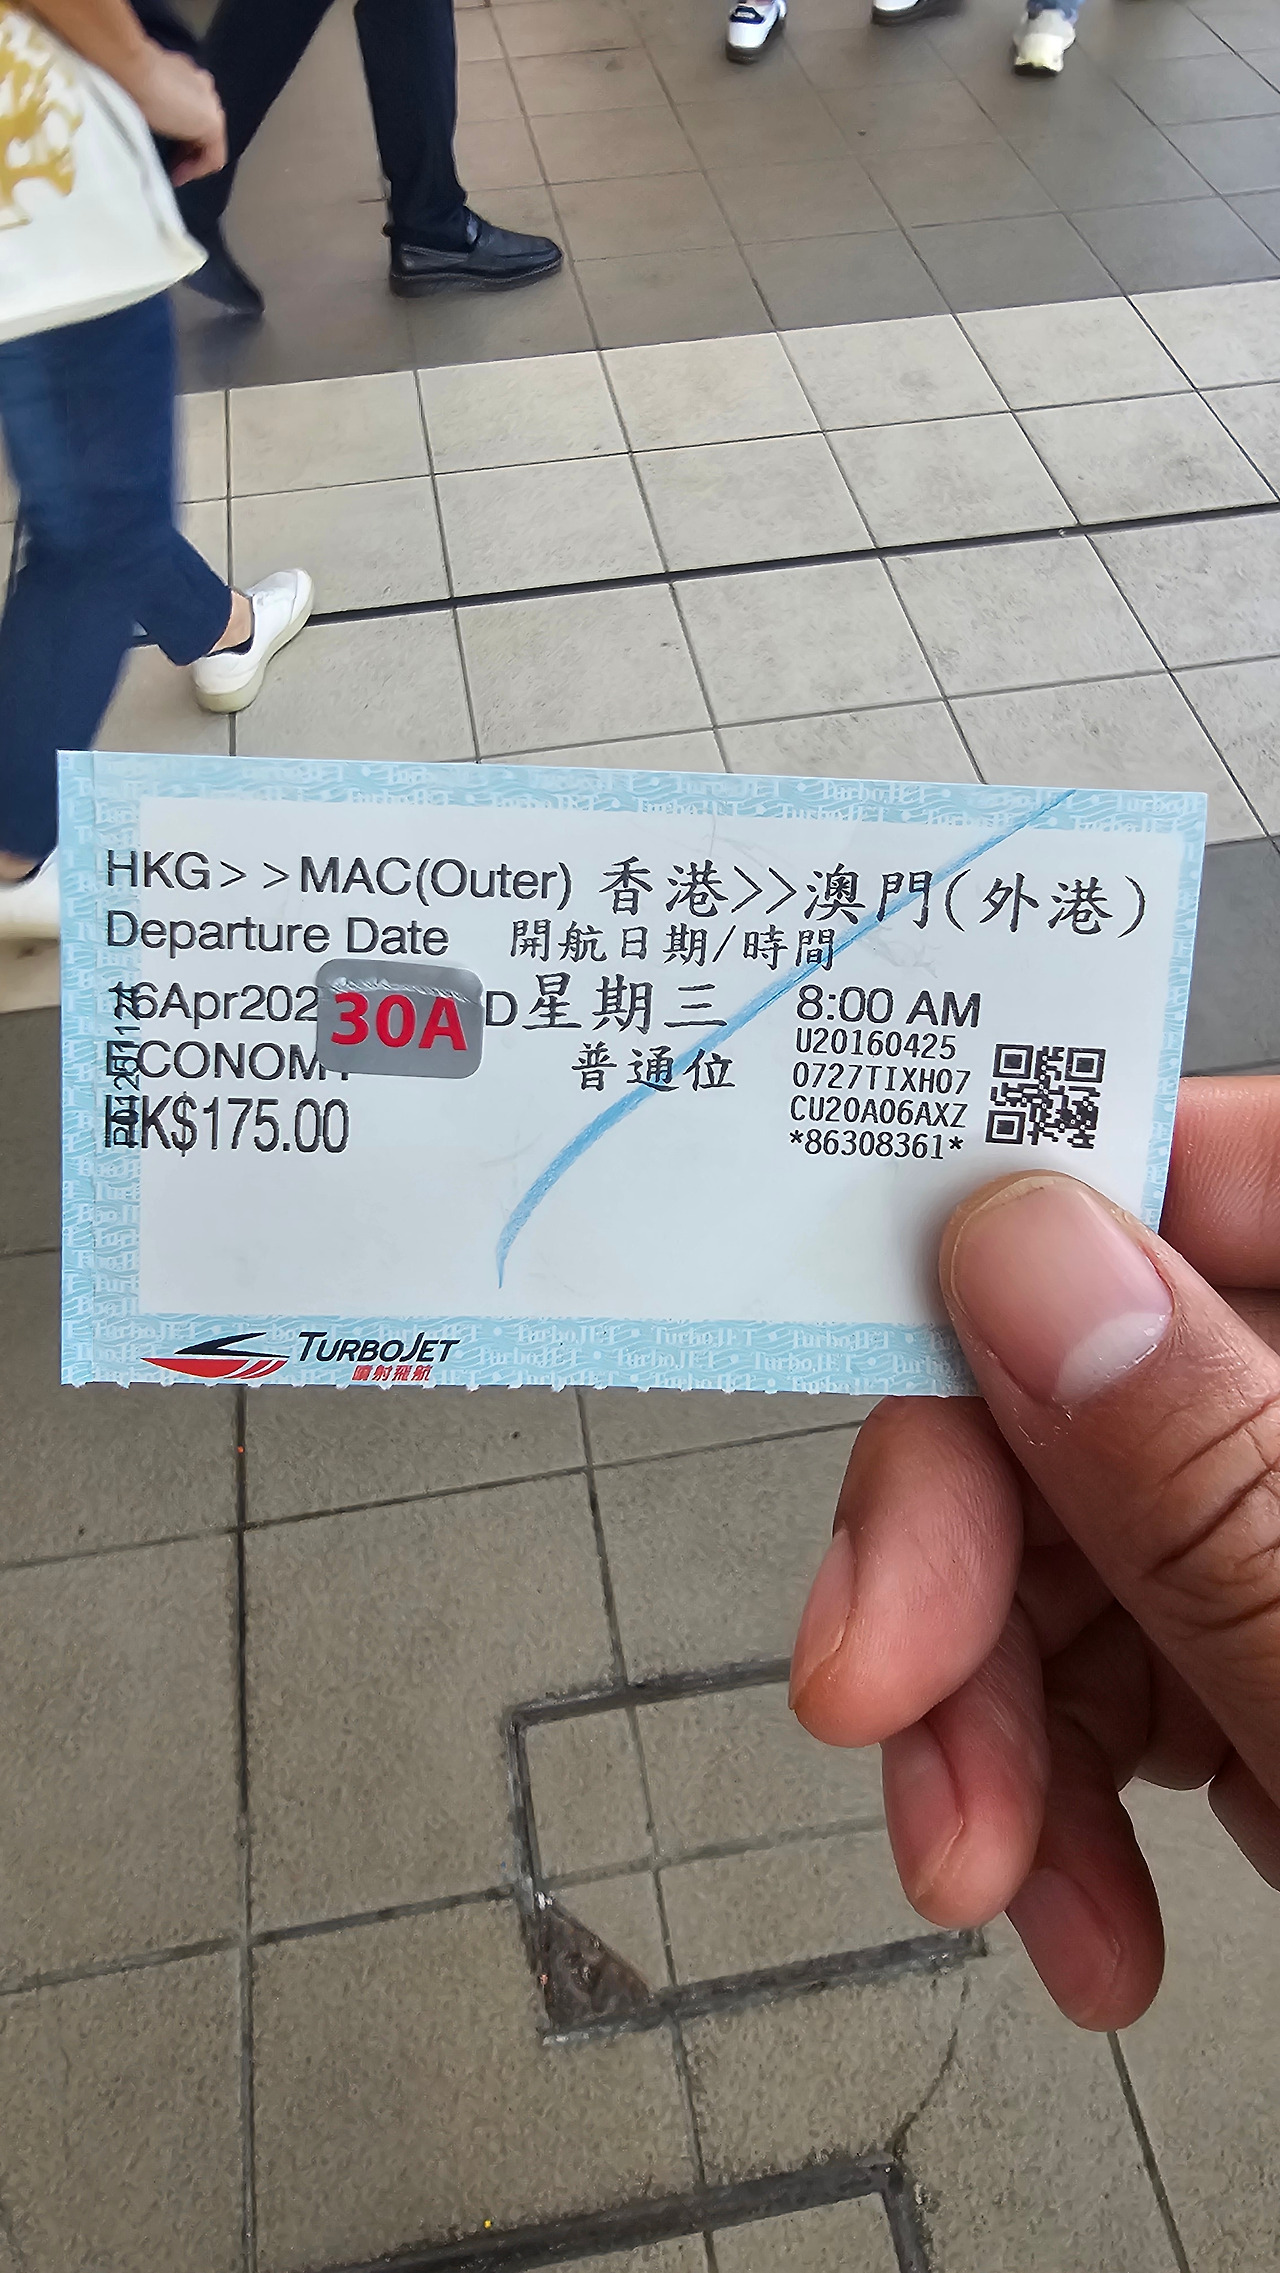 HKG>>MAC(Outer) 香港>>澳門(外港)
Departure Date 開航日期/時間
16Apr202 30A D星期三 8:00 AM
ECONOMY 普通位 U20160425
0727TIXH07
HK$175.00 CU20A06AXZ
*86308361*
TURBOJET
噴射飛航